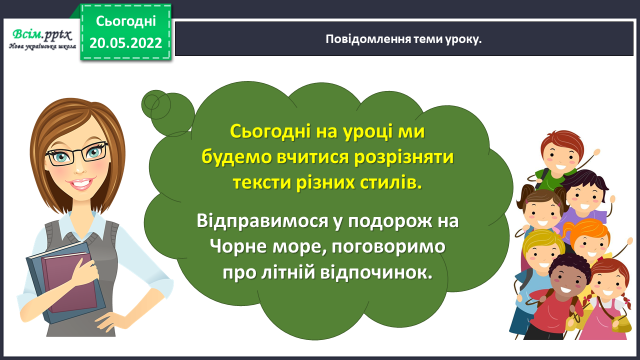 Всім.pptx
Нова українська школа
Сьогодні
20.05.2022
Повідомлення теми уроку.
Сьогодні на уроці ми
будемо вчитися розрізняти
тексти різних стилів.
Відправимося у подорож на
Чорне море, поговоримо
про літній відпочинок.